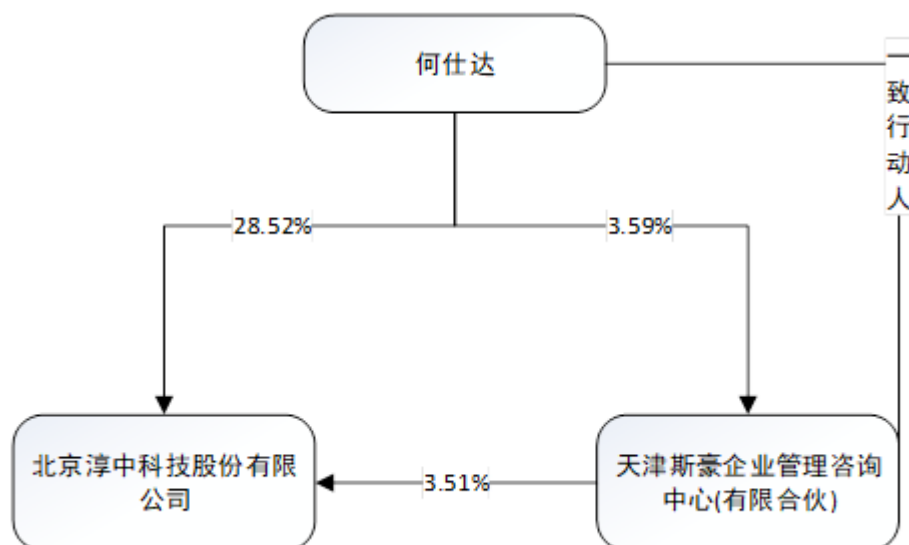 何仕达
一
致
行
动
人
28.52%
3.59%
北京淳中科技股份有限
公司
3.51%
天津斯豪企业管理咨询
中心(有限合伙)